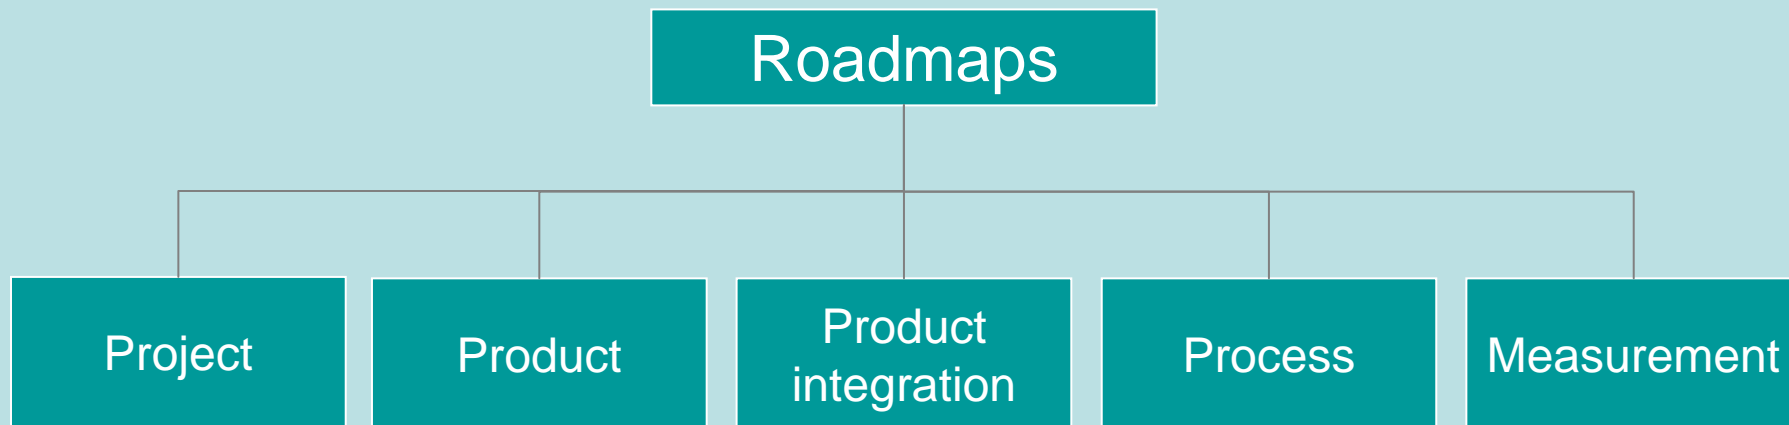 Roadmaps
Project
Product
Product
integration
Process
Measurement